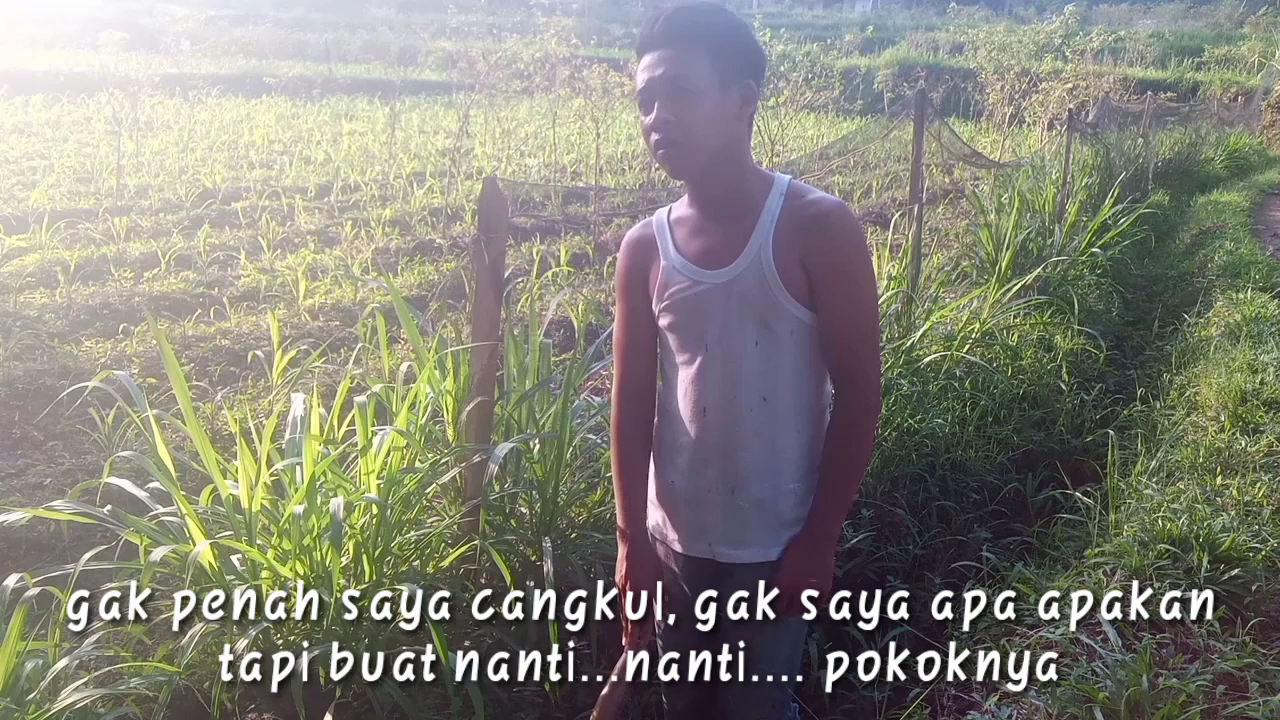 gak penah saya cangkul, gak saya apa apakan
tapi buat nanti...nanti.... pokoknya